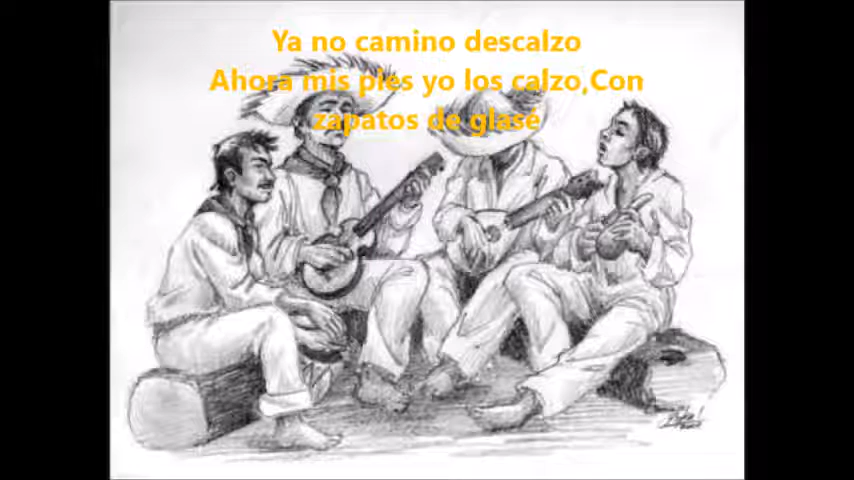 Ya no camino descalzo
Ahora mis pies yo los calzo,Con
zapatos de glasé